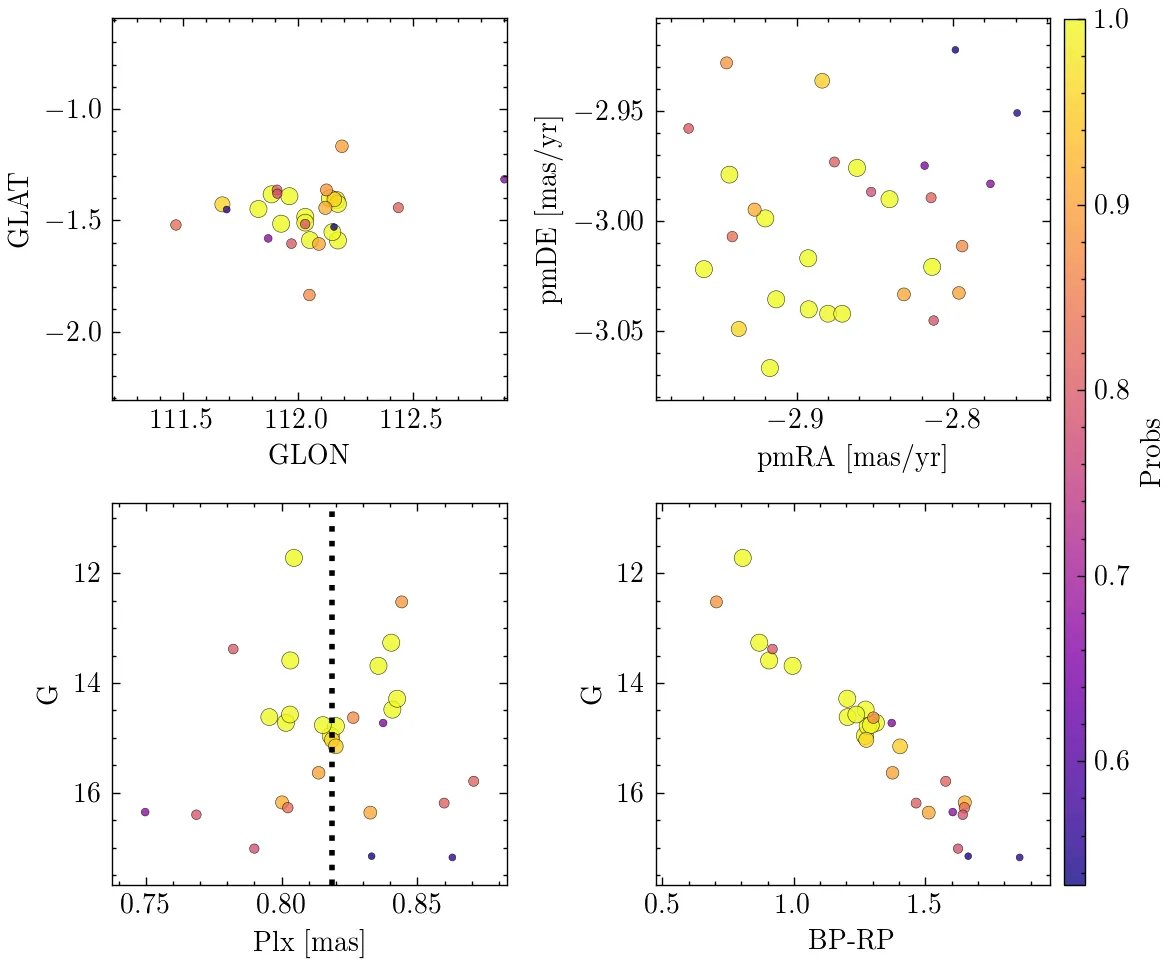 −1.0
−1.5
−2.0
GLAT
111.5 112.0 112.5
GLON
−2.95
−3.00
−3.05
pmDE [mas/yr]
−2.9 −2.8
pmRA [mas/yr]
12
14
16
G
0.75 0.80 0.85
Plx [mas]
12
14
16
G
0.5 1.0 1.5
BP-RP
1.0
0.9
0.8
0.7
0.6
Probs